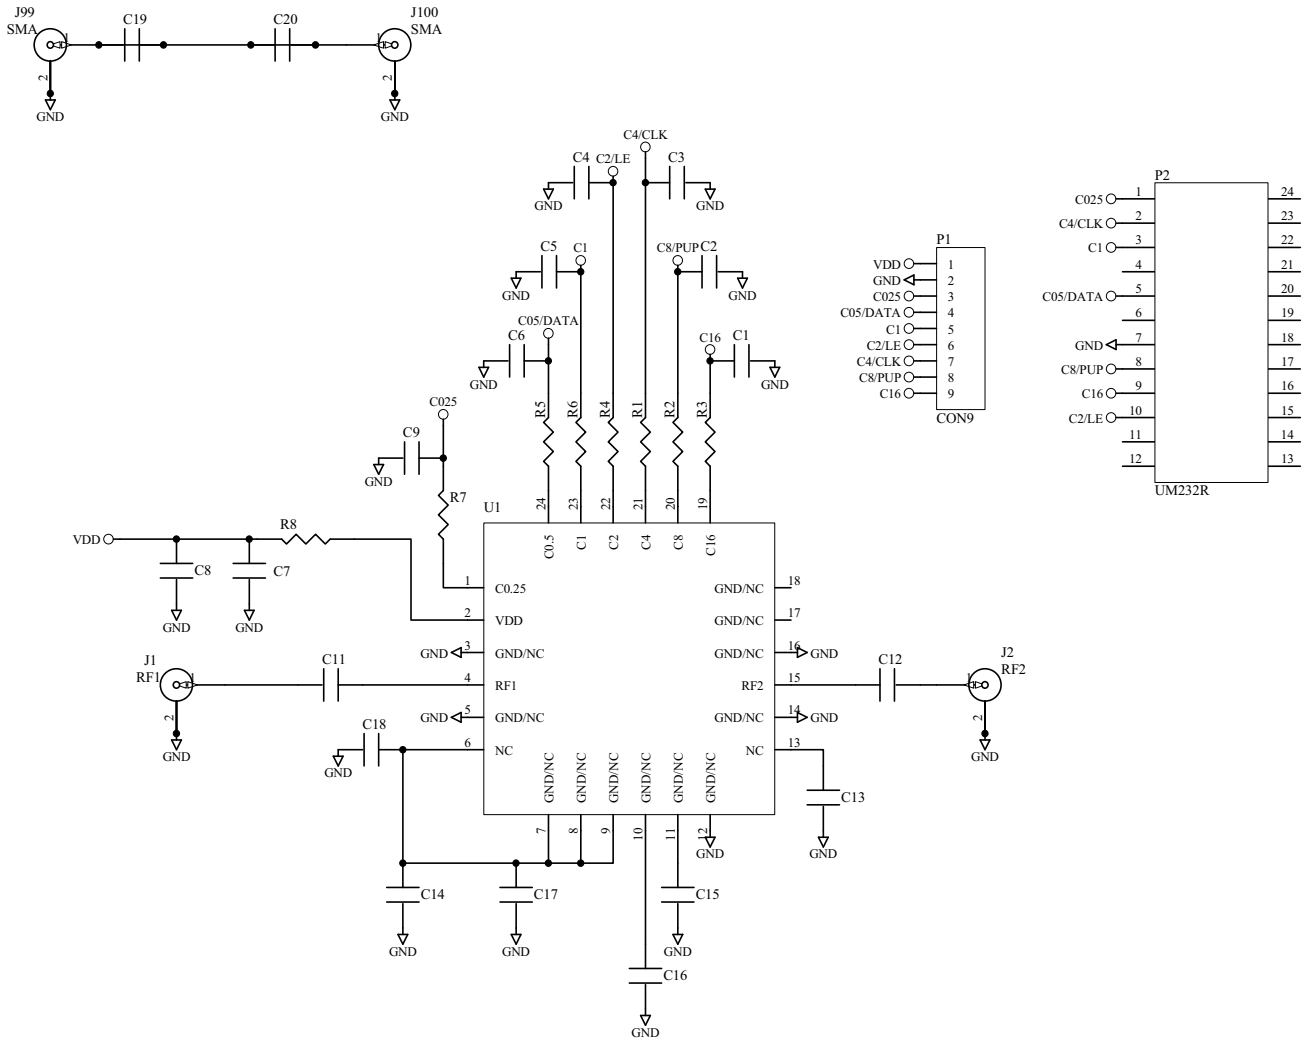 J99
SMA
C19
C20
J100
SMA
1
1
2
2
GND
GND
C4/CLK
C4
C2/LE
C3
GND
GND
C5
C1
C8/PUP
C2
GND
GND
C05/DATA
C6
C16
C1
GND
GND
C025
C9
GND
R5
R6
R4
R1
R2
R3
R7
U1
24
23
22
21
20
19
C0.5
C1
C2
C4
C8
C16
VDD
R8
C8
C7
GND
GND
1
C0.25
2
VDD
GND
3
GND/NC
4
RF1
GND
5
GND/NC
6
NC
GND/NC
18
GND/NC
17
GND/NC
16
GND
RF2
15
GND/NC
14
GND
NC
13
J1
RF1
1
2
GND
C11
C18
GND
C12
J2
RF2
1
2
GND
GND/NC
GND/NC
GND/NC
GND/NC
GND/NC
GND/NC
7
8
9
10
11
12
GND
C13
GND
C14
GND
C17
GND
C15
GND
C16
GND
P1
VDD
1
GND
2
C025
3
C05/DATA
4
C1
5
C2/LE
6
C4/CLK
7
C8/PUP
8
C16
9
CON9
P2
C025
1
24
C4/CLK
2
23
C1
3
22
4
21
C05/DATA
5
20
6
19
GND
7
18
C8/PUP
8
17
C16
9
16
C2/LE
10
15
11
14
12
13
UM232R